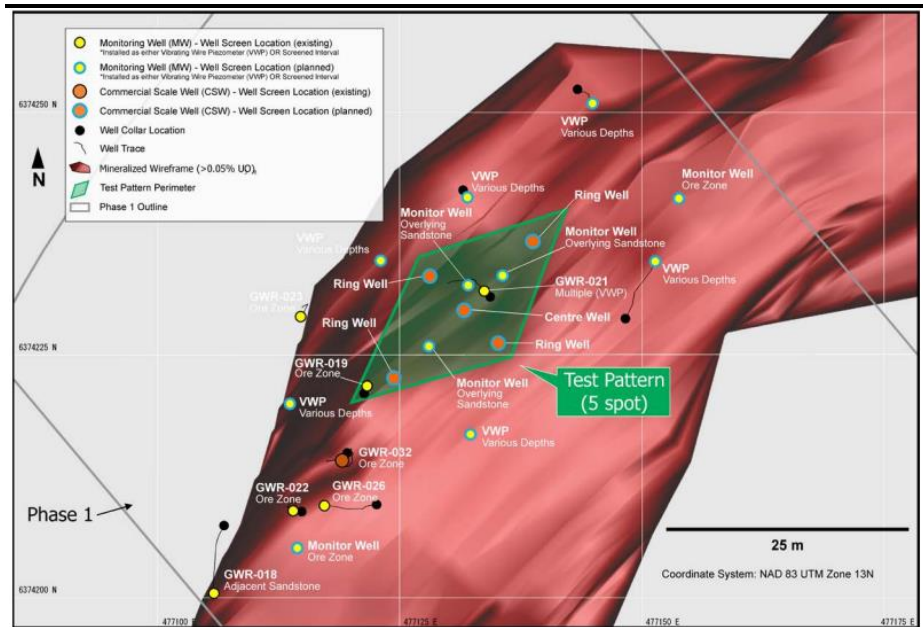 Monitoring Well (MW) - Well Screen Location (existing)
*Installed as either Vibrating Wire Piezometer (VWP) OR Screened Interval
Monitoring Well (MW) - Well Screen Location (planned)
*Installed as either Vibrating Wire Piezometer (VWP) OR Screened Interval
Commercial Scale Well (CSW) - Well Screen Location (existing)
Commercial Scale Well (CSW) - Well Screen Location (planned)
Well Collar Location
Well Trace
Mineralized Wireframe (>0.05% U₃O₈)
Test Pattern Perimeter
Phase 1 Outline
N
6374250 N
6374225 N
6374200 N
VWP
Various Depths
VWP
Various Depths
Monitor Well
Ore Zone
Ring Well
Monitor Well
Overlying
Sandstone
Monitor Well
Overlying Sandstone
VWP
Various Depths
VWP
Various Depths
Ring Well
GWR-021
Multiple (VWP)
GWR-023
Ore Zone
Centre Well
Ring Well
Ring Well
GWR-019
Ore Zone
Test Pattern
(5 spot)
Monitor Well
Overlying
Sandstone
VWP
Various Depths
VWP
Various Depths
GWR-032
Ore Zone
GWR-022
Ore Zone
GWR-026
Ore Zone
Phase 1
Monitor Well
Ore Zone
25 m
GWR-018
Adjacent Sandstone
Coordinate System: NAD 83 UTM Zone 13N
477100 E
477125 E
477150 E
477175 E